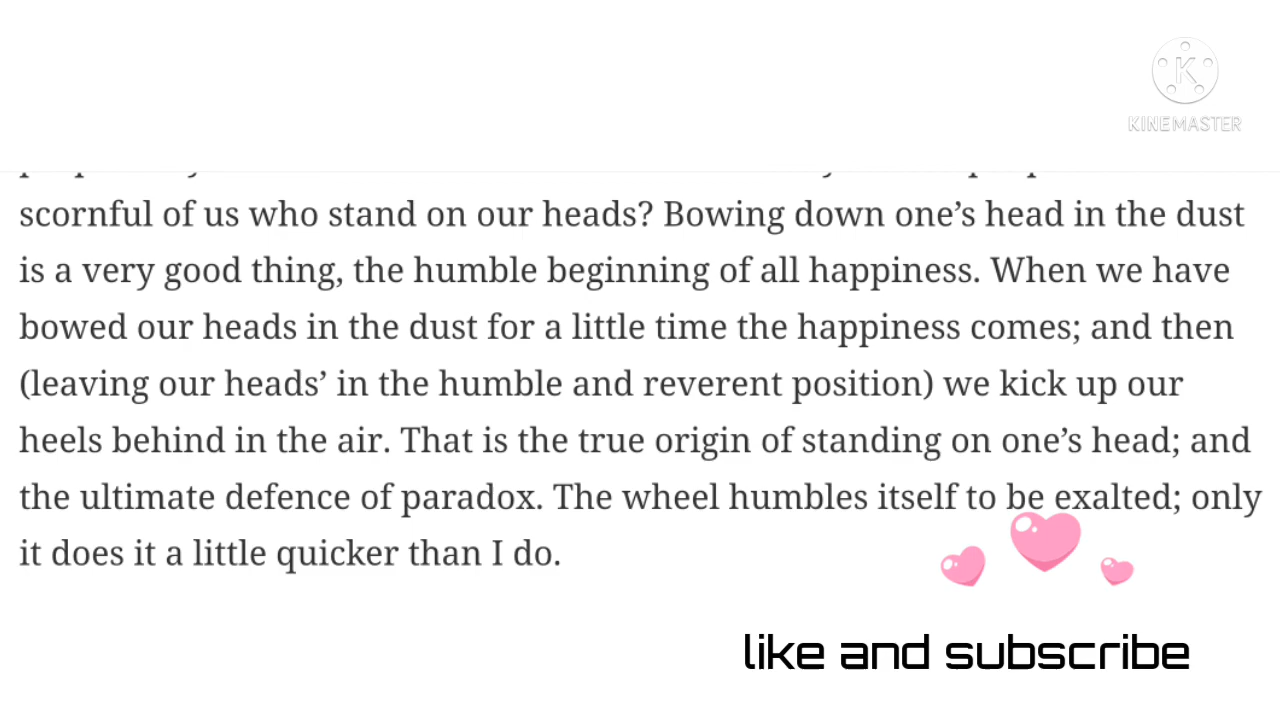 KINEMASTER
scornful of us who stand on our heads? Bowing down one’s head in the dust
is a very good thing, the humble beginning of all happiness. When we have
bowed our heads in the dust for a little time the happiness comes; and then
(leaving our heads’ in the humble and reverent position) we kick up our
heels behind in the air. That is the true origin of standing on one’s head; and
the ultimate defence of paradox. The wheel humbles itself to be exalted; only
it does it a little quicker than I do.
like and subscribe